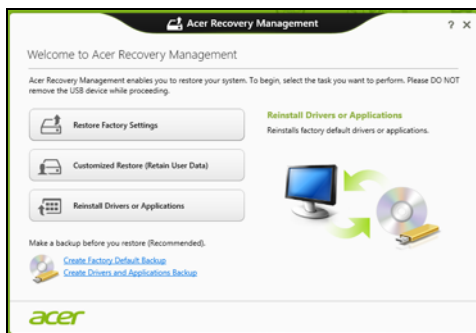 Acer Recovery Management
?
Welcome to Acer Recovery Management
Acer Recovery Management enables you to restore your system. To begin, select the task you want to perform. Please DO NOT
remove the USB device while proceeding.
Restore Factory Settings
Customized Restore (Retain User Data)
Reinstall Drivers or Applications
Reinstall Drivers or Applications
Reinstalls factory default drivers or applications.
Make a backup before you restore (Recommended).
Create Factory Default Backup
Create Drivers and Applications Backup
acer